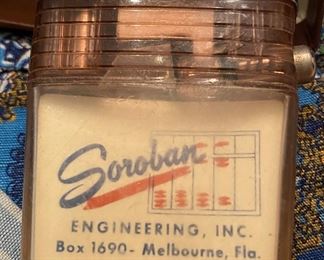 Soroban
ENGINEERING, INC.
Box 1690- Melbourne, Fla.